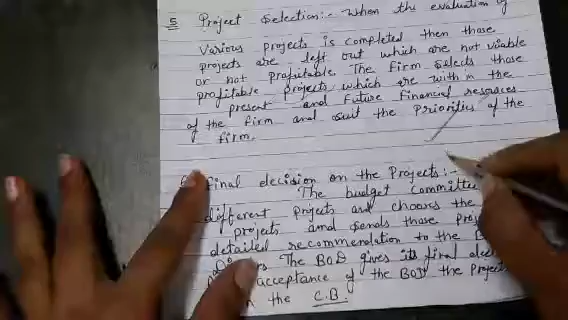 5 Project Selection:- When the evaluation of
Various projects is completed then those
projects are left out which are not viable
or not profitable. The firm selects those
profitable projects which are with in the
present and future financial resources
of the firm and suit the priorities of the
firm.
final decision on the Projects:-
The budget committee
different projects and chooses the
projects and sends those
detailed recommendation to the
The BOD gives its final
acceptance of the BOD the Project
the C.B.